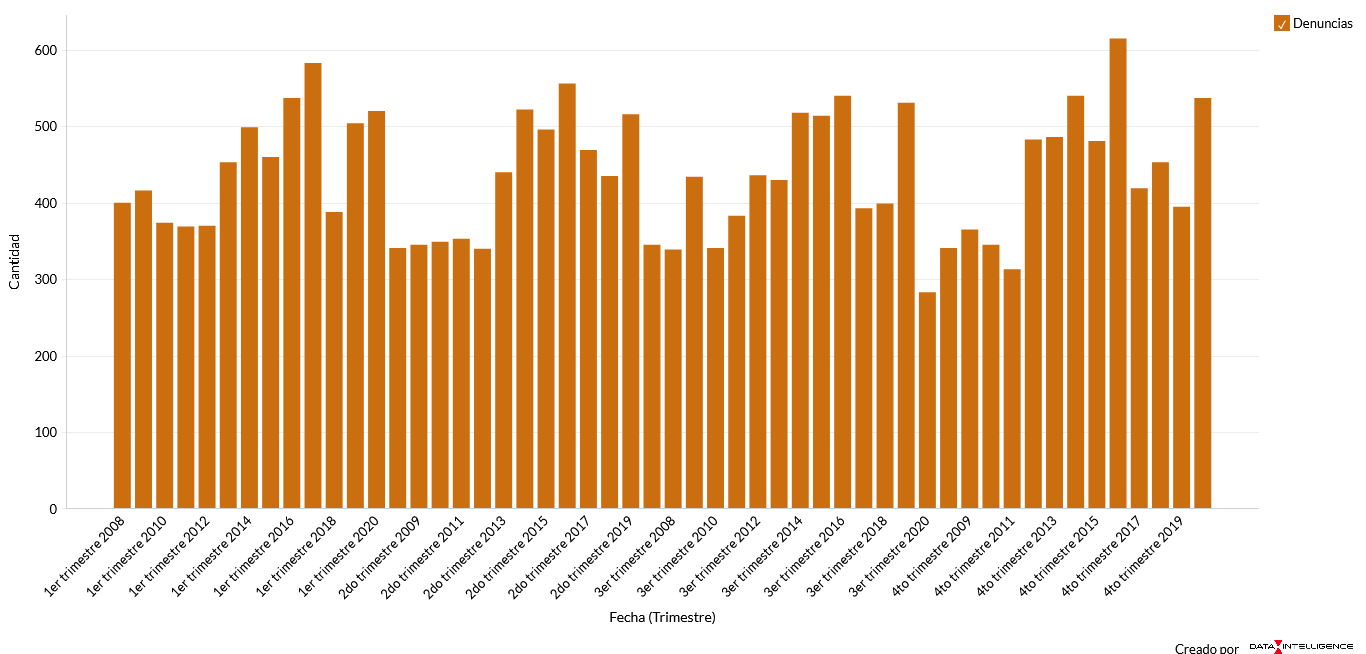 Denuncias
600
500
400
300
200
100
0
Cantidad
1er trimestre 2008
1er trimestre 2010
1er trimestre 2012
1er trimestre 2014
1er trimestre 2016
1er trimestre 2018
1er trimestre 2020
2do trimestre 2009
2do trimestre 2011
2do trimestre 2013
2do trimestre 2015
2do trimestre 2017
2do trimestre 2019
3er trimestre 2008
3er trimestre 2010
3er trimestre 2012
3er trimestre 2014
3er trimestre 2016
3er trimestre 2018
3er trimestre 2020
4to trimestre 2009
4to trimestre 2011
4to trimestre 2013
4to trimestre 2015
4to trimestre 2017
4to trimestre 2019
Fecha (Trimestre)
Creado por DATA INTELLIGENCE